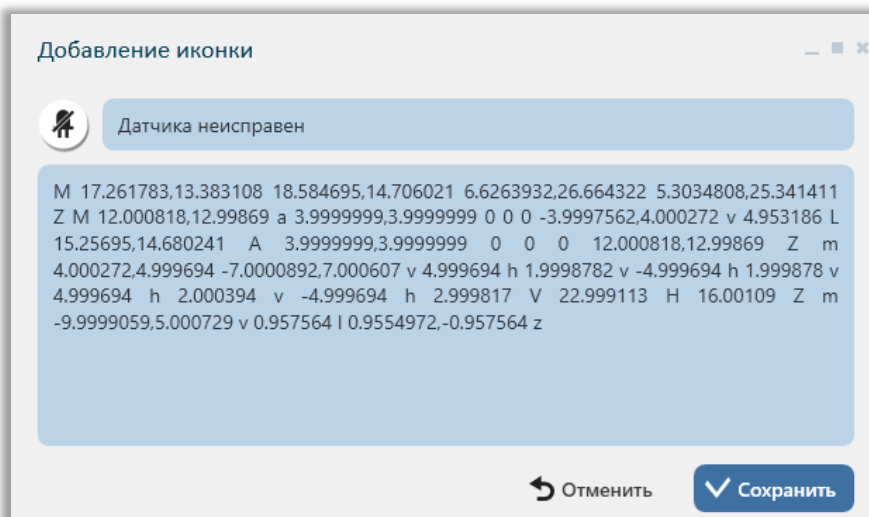 Добавление иконки
Датчика неисправен
M 17.261783,13.383108 18.584695,14.706021 6.6263932,26.664322 5.3034808,25.341411
Z M 12.000818,12.99869 a 3.9999999,3.9999999 0 0 0 -3.9997562,4.000272 v 4.953186 L
15.25695,14.680241 A 3.9999999,3.9999999 0 0 0 12.000818,12.99869 Z m
4.000272,4.999694 -7.0000892,7.000607 v 4.999694 h 1.9998782 v -4.999694 h 1.999878 v
4.999694 h 2.000394 v -4.999694 h 2.999817 V 22.999113 H 16.00109 Z m
-9.9999059,5.000729 v 0.957564 l 0.9554972,-0.957564 z
Отменить
Сохранить